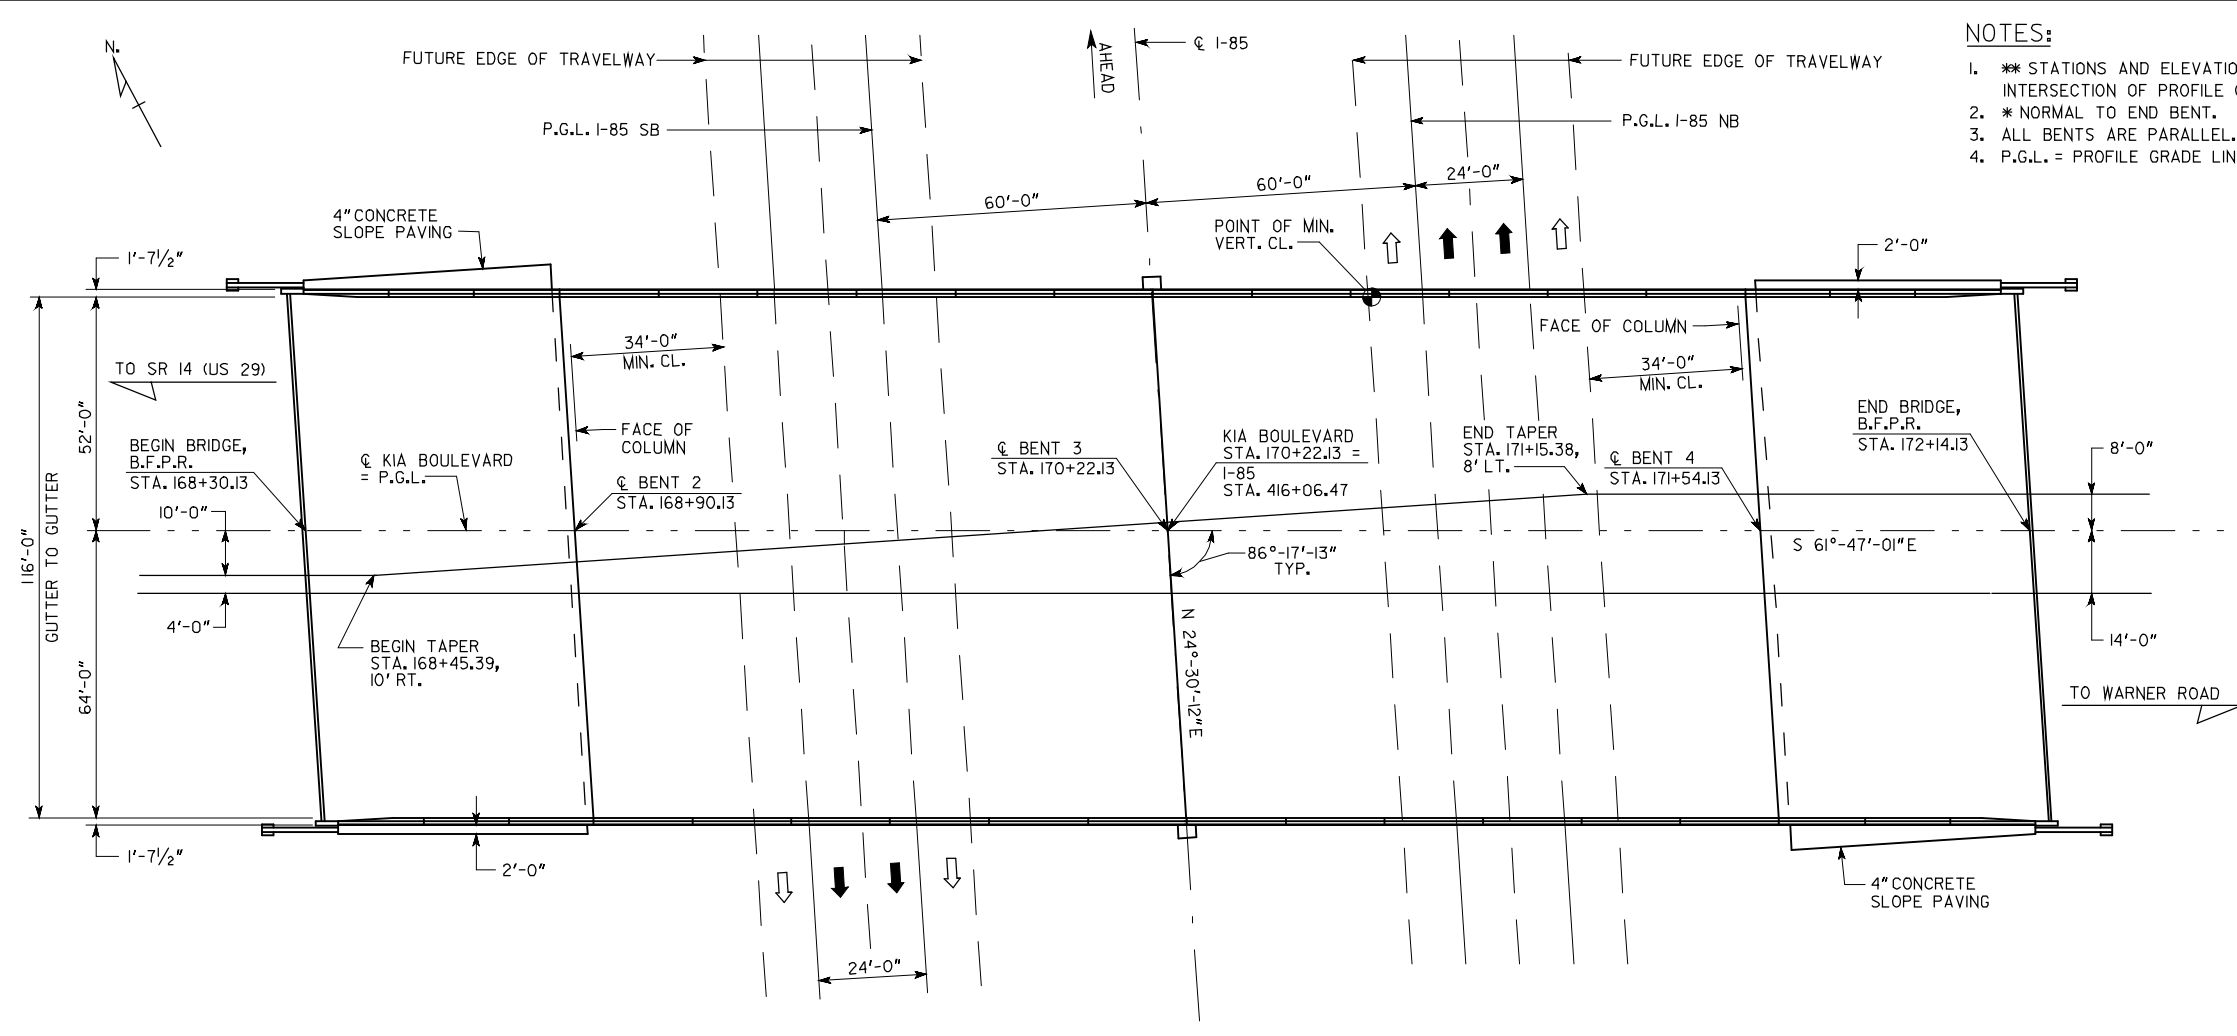 N.
FUTURE EDGE OF TRAVELWAY
AHEAD
℄ I-85
FUTURE EDGE OF TRAVELWAY
NOTES:
1. ** STATIONS AND ELEVATIO
INTERSECTION OF PROFILE
2. * NORMAL TO END BENT.
3. ALL BENTS ARE PARALLEL.
4. P.G.L. = PROFILE GRADE LIN
P.G.L. I-85 SB
P.G.L. I-85 NB
60'-0"
60'-0"
24'-0"
4" CONCRETE
SLOPE PAVING
POINT OF MIN.
VERT. CL.
1'-7 1/2"
2'-0"
34'-0"
MIN. CL.
FACE OF COLUMN
34'-0"
MIN. CL.
TO SR 14 (US 29)
52'-0"
BEGIN BRIDGE,
B.F.P.R.
STA. 168+30.13
℄ KIA BOULEVARD
= P.G.L.
FACE OF
COLUMN
℄ BENT 2
STA. 168+90.13
℄ BENT 3
STA. 170+22.13
KIA BOULEVARD
STA. 170+22.13 =
I-85
STA. 416+06.47
END TAPER
STA. 171+15.38,
8' LT.
℄ BENT 4
STA. 171+54.13
END BRIDGE,
B.F.P.R.
STA. 172+14.13
8'-0"
10'-0"
116'-0"
GUTTER TO GUTTER
86°-17'-13"
TYP.
S 61°-47'-01" E
4'-0"
BEGIN TAPER
STA. 168+45.39,
10' RT.
N 24°-30'-12" E
14'-0"
64'-0"
TO WARNER ROAD
1'-7 1/2"
2'-0"
4" CONCRETE
SLOPE PAVING
24'-0"